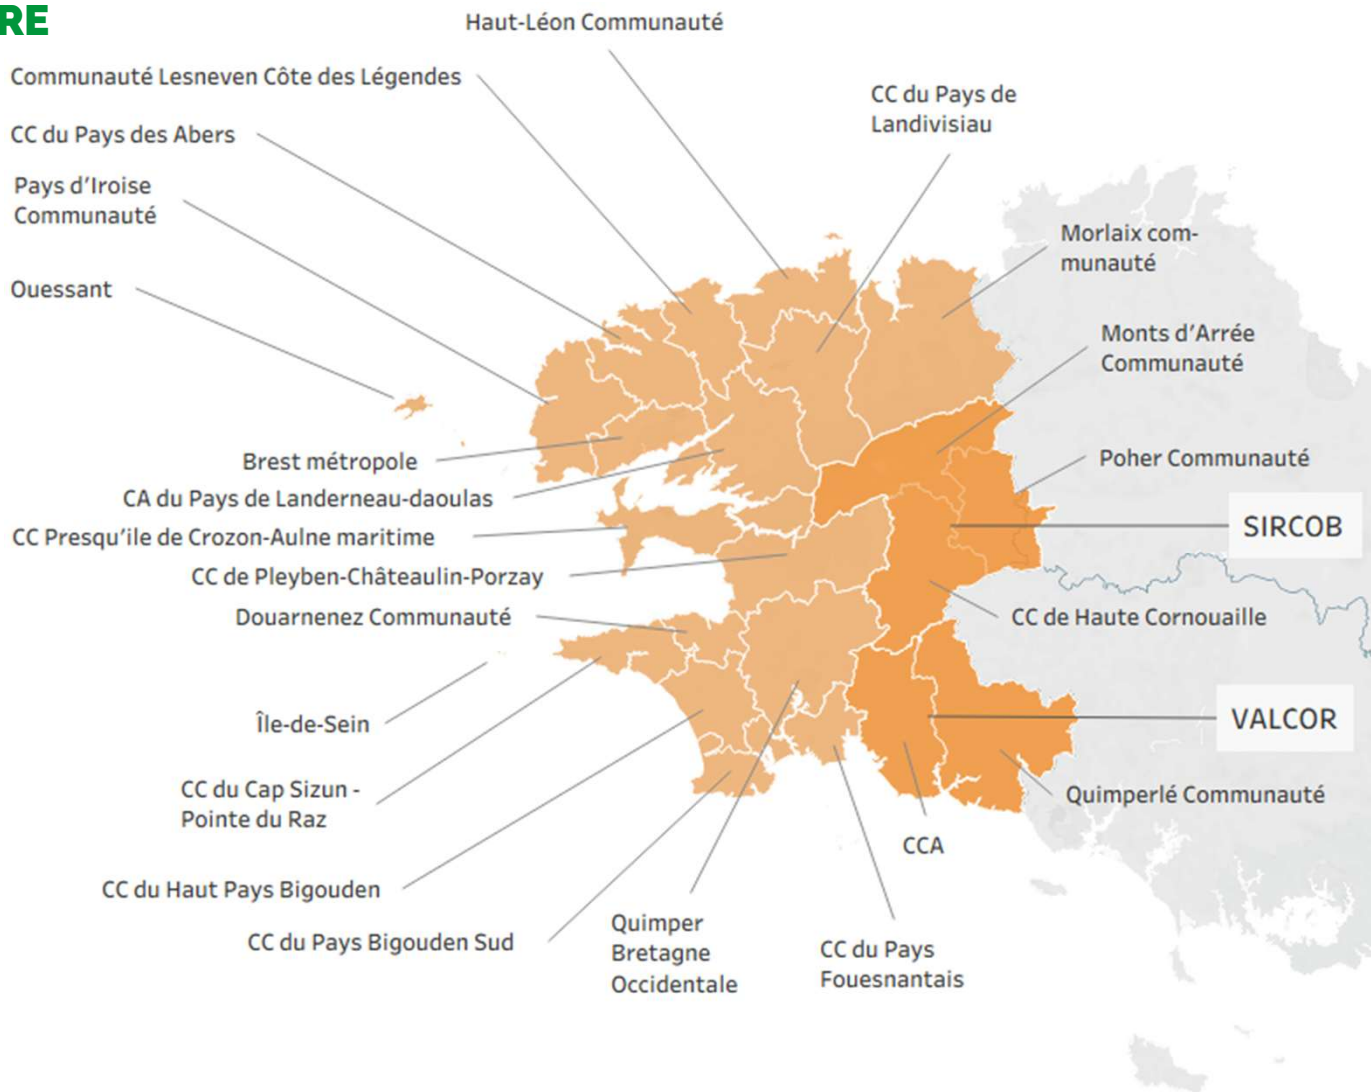 RE
Haut-Léon Communauté
Communauté Lesneven Côte des Légendes
CC du Pays de
Landivisiau
CC du Pays des Abers
Pays d'Iroise
Communauté
Morlaix com-
munauté
Ouessant
Monts d'Arrée
Communauté
Brest métropole
Poher Communauté
CA du Pays de Landerneau-daoulas
SIRCOB
CC Presqu'ile de Crozon-Aulne maritime
CC de Pleyben-Châteaulin-Porzay
Douarnenez Communauté
CC de Haute Cornouaille
Île-de-Sein
VALCOR
CC du Cap Sizun -
Pointe du Raz
Quimperlé Communauté
CCA
CC du Haut Pays Bigouden
CC du Pays Bigouden Sud
Quimper
Bretagne
Occidentale
CC du Pays
Fouesnantais